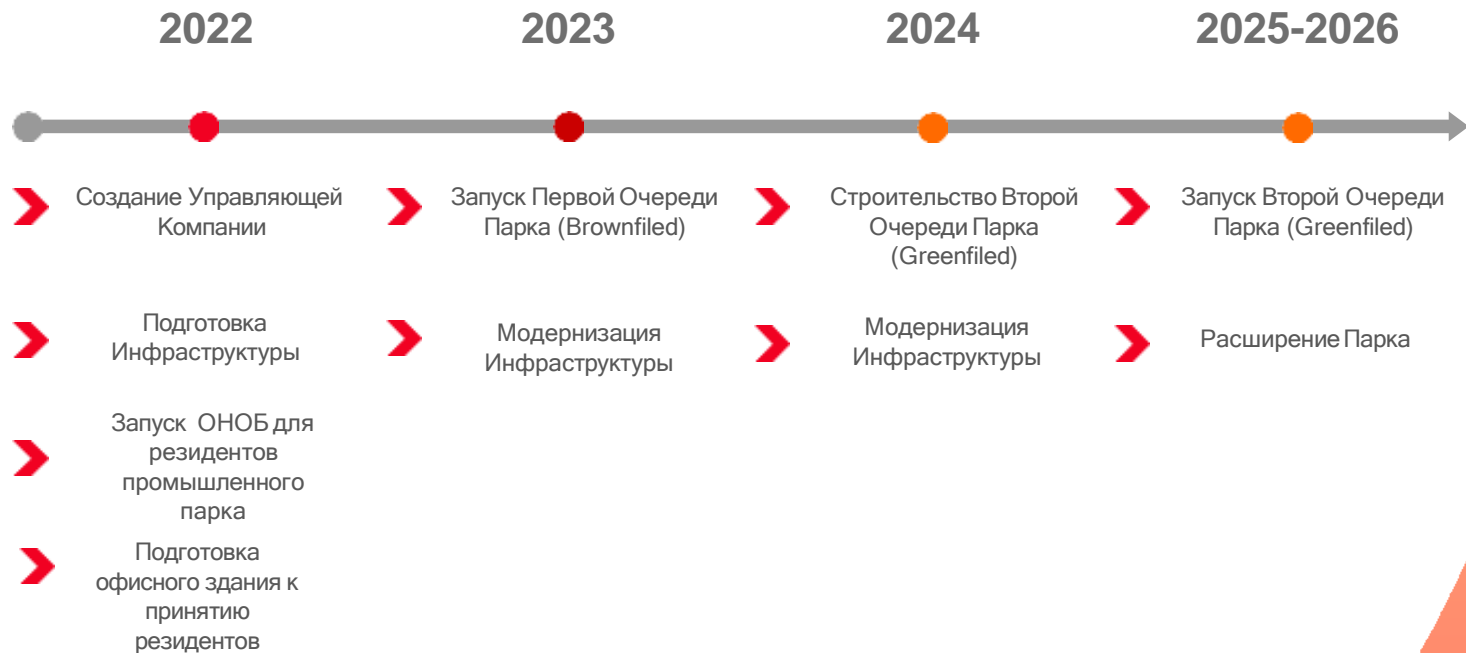 2022
2023
2024
2025-2026
Создание Управляющей
Компании
Запуск Первой Очереди
Парка (Brownfiled)
Строительство Второй
Очереди Парка
(Greenfiled)
Запуск Второй Очереди
Парка (Greenfiled)
Подготовка
Инфраструктуры
Модернизация
Инфраструктуры
Модернизация
Инфраструктуры
Расширение Парка
Запуск ОНОБ для
резидентов
промышленного
парка
Подготовка
офисного здания к
принятию
резидентов